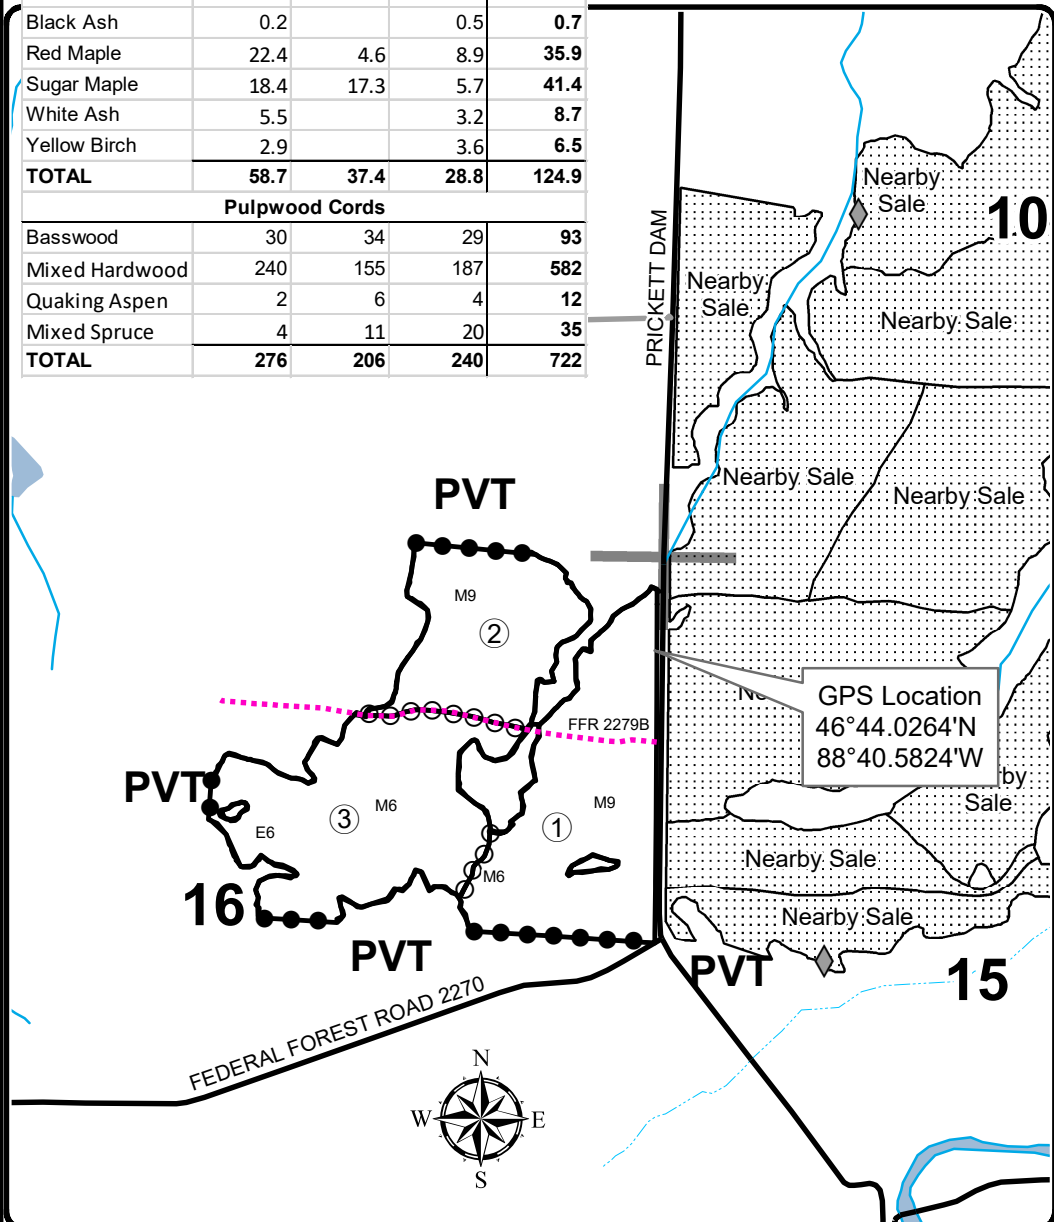 Black Ash 0.2 0.5 0.7
Red Maple 22.4 4.6 8.9 35.9
Sugar Maple 18.4 17.3 5.7 41.4
White Ash 5.5 3.2 8.7
Yellow Birch 2.9 3.6 6.5
TOTAL 58.7 37.4 28.8 124.9
Pulpwood Cords
Basswood 30 34 29 93
Mixed Hardwood 240 155 187 582
Quaking Aspen 2 6 4 12
Mixed Spruce 4 11 20 35
TOTAL 276 206 240 722
PRICKETT DAM
Nearby
Sale
10
Nearby
Sale
Nearby Sale
Nearby Sale
Nearby Sale
PVT
M9
2
GPS Location
46°44.0264'N
88°40.5824'W
FFR 2279B
PVT
M6
3
E6
M9
1
M6
Sale
Nearby Sale
Nearby Sale
16
PVT
PVT
15
FEDERAL FOREST ROAD 2270
N
W E
S